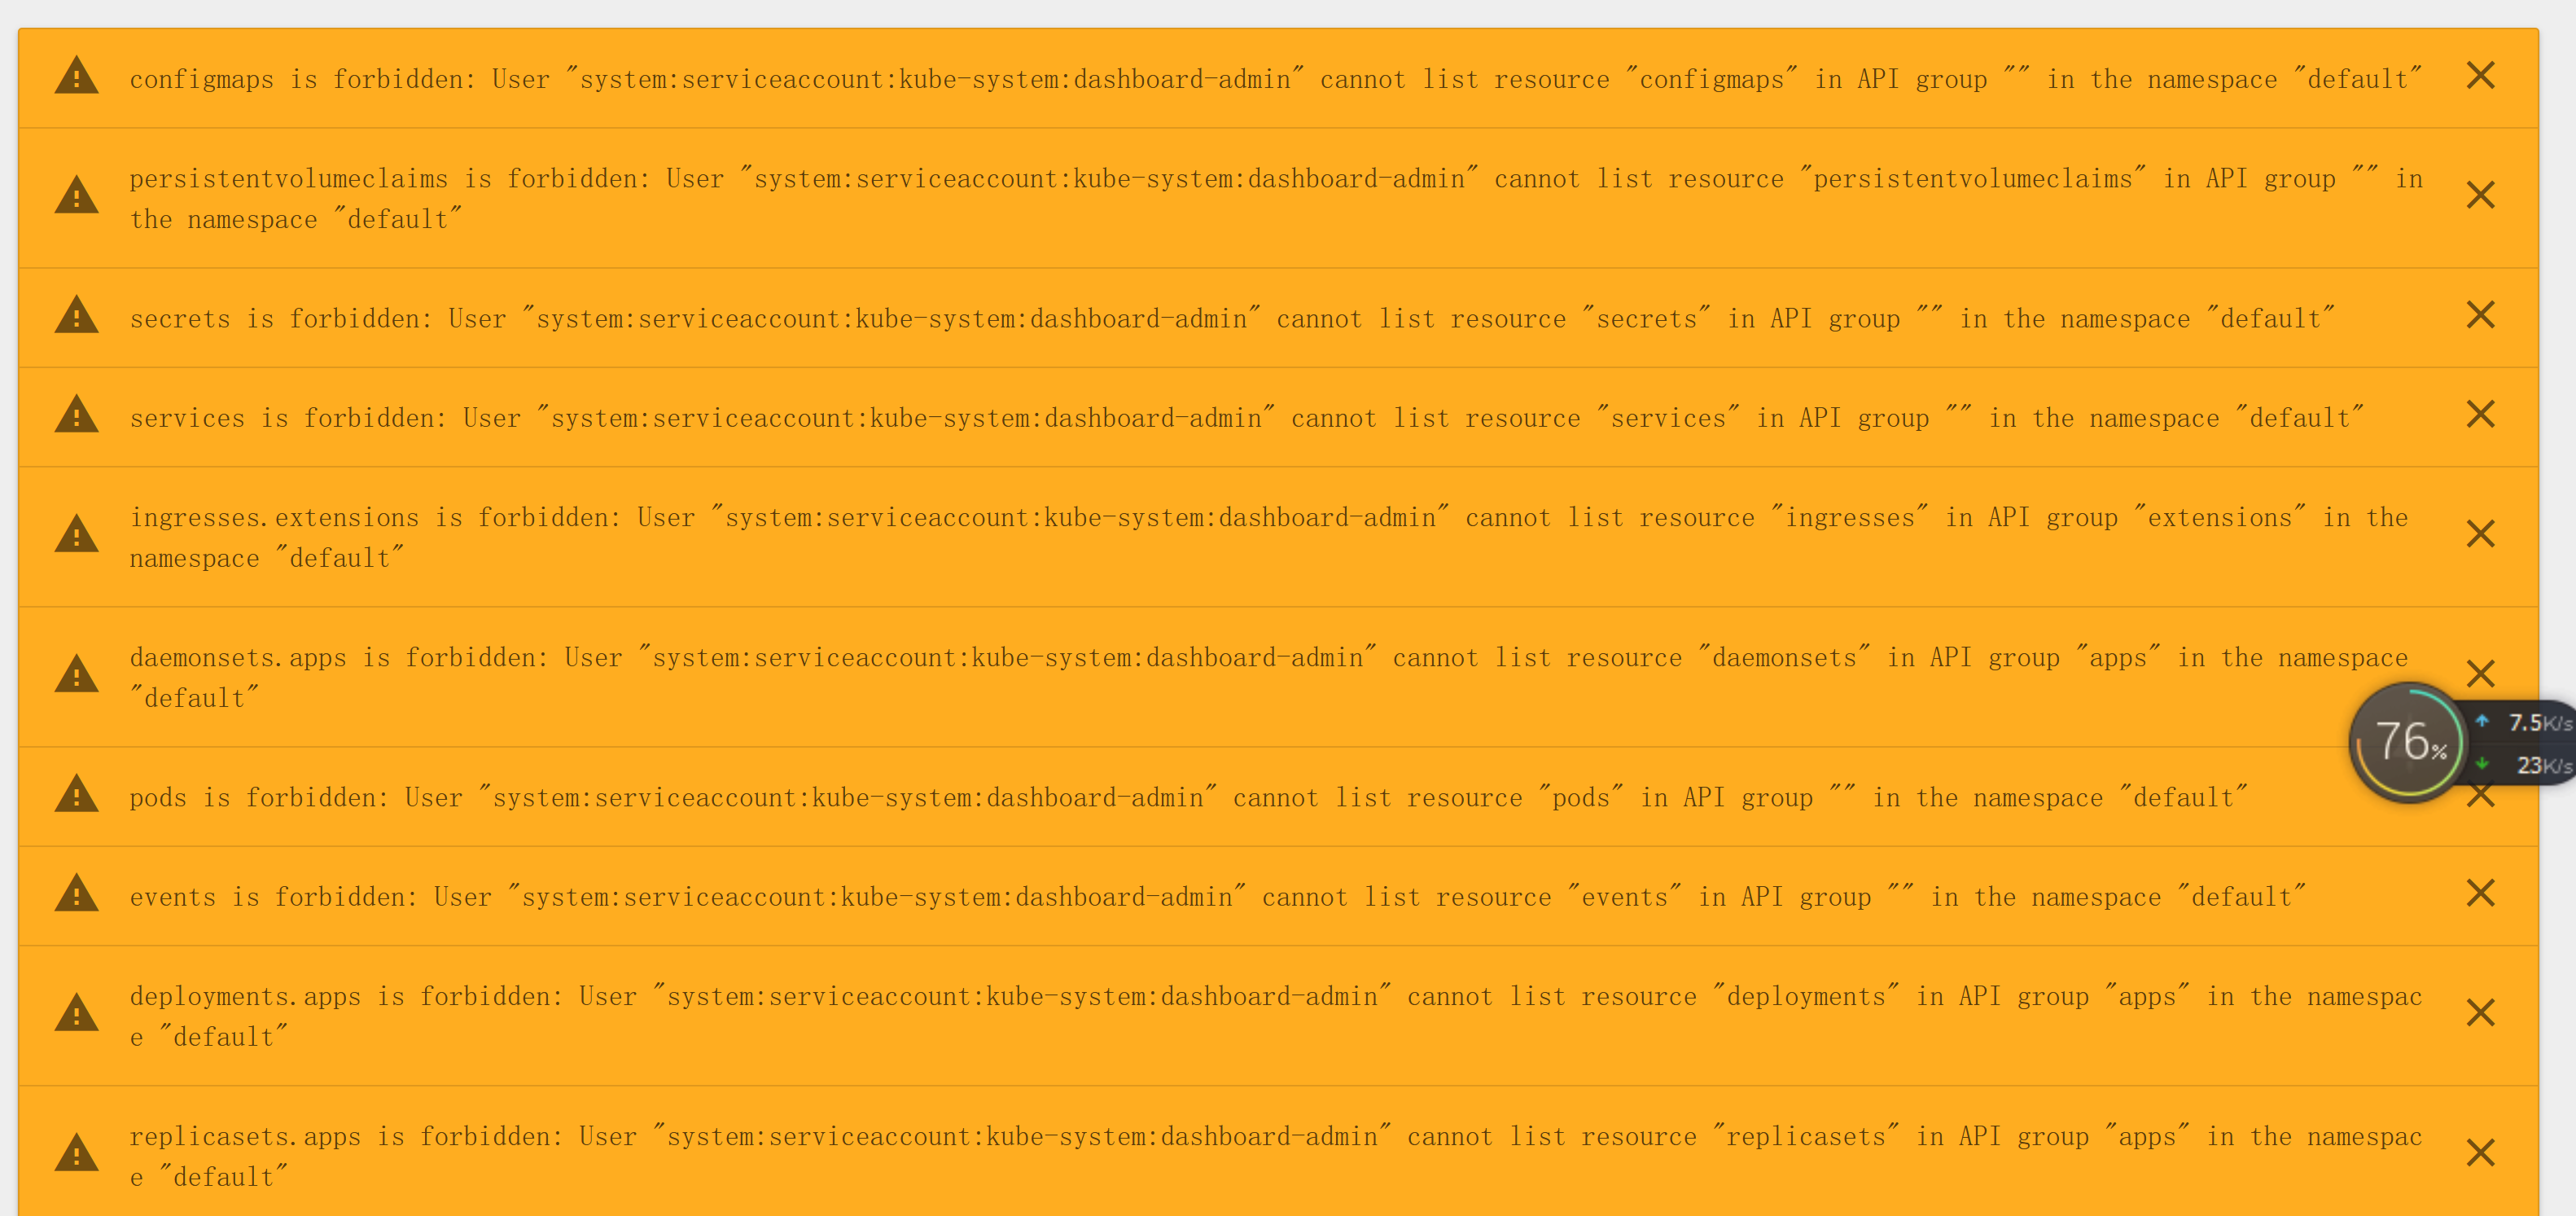 configmaps is forbidden: User "system:serviceaccount:kube-system:dashboard-admin" cannot list resource "configmaps" in API group "" in the namespace "default"
persistentvolumeclaims is forbidden: User "system:serviceaccount:kube-system:dashboard-admin" cannot list resource "persistentvolumeclaims" in API group "" in
the namespace "default"
secrets is forbidden: User "system:serviceaccount:kube-system:dashboard-admin" cannot list resource "secrets" in API group "" in the namespace "default"
services is forbidden: User "system:serviceaccount:kube-system:dashboard-admin" cannot list resource "services" in API group "" in the namespace "default"
ingresses.extensions is forbidden: User "system:serviceaccount:kube-system:dashboard-admin" cannot list resource "ingresses" in API group "extensions" in the
namespace "default"
daemonsets.apps is forbidden: User "system:serviceaccount:kube-system:dashboard-admin" cannot list resource "daemonsets" in API group "apps" in the namespace
"default"
76%
7.5K/s
23K/s
pods is forbidden: User "system:serviceaccount:kube-system:dashboard-admin" cannot list resource "pods" in API group "" in the namespace "default"
events is forbidden: User "system:serviceaccount:kube-system:dashboard-admin" cannot list resource "events" in API group "" in the namespace "default"
deployments.apps is forbidden: User "system:serviceaccount:kube-system:dashboard-admin" cannot list resource "deployments" in API group "apps" in the namespac
e "default"
replicasets.apps is forbidden: User "system:serviceaccount:kube-system:dashboard-admin" cannot list resource "replicasets" in API group "apps" in the namespac
e "default"